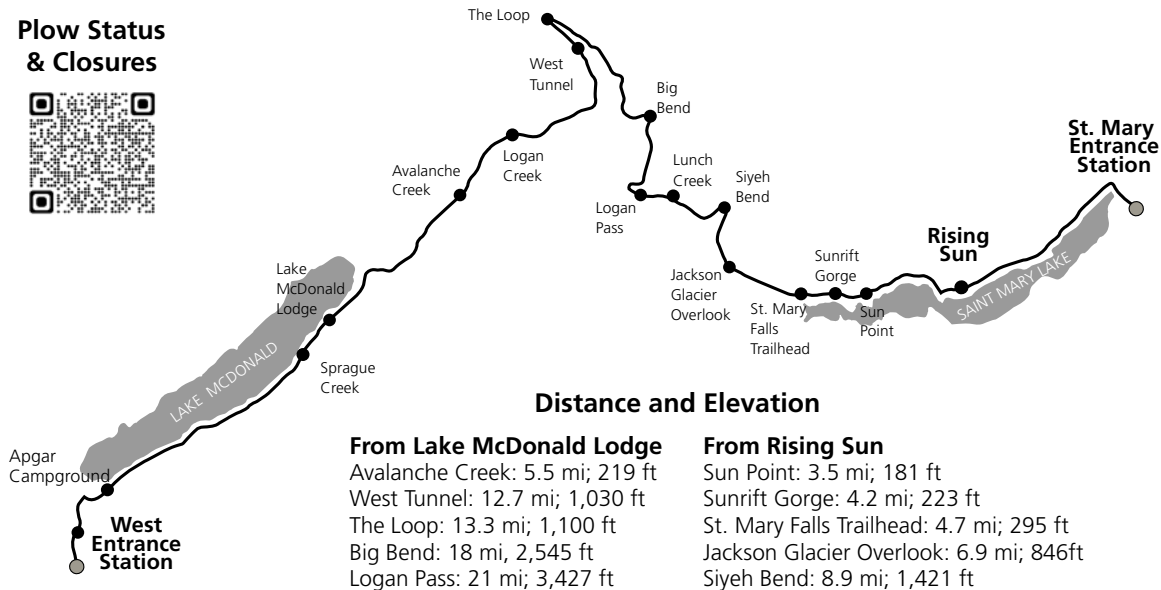 Plow Status
& Closures
The Loop
West
Tunnel
Big
Bend
Logan
Creek
Avalanche
Creek
Lunch
Creek
Siyeh
Bend
Logan
Pass
St. Mary
Entrance
Station
Rising
Sun
Sunrift
Gorge
Lake
McDonald
Lodge
Jackson
Glacier
Overlook
St. Mary
Falls
Trailhead
Sun
Point
SAINT MARY LAKE
LAKE MCDONALD
Sprague
Creek
Apgar
Campground
West
Entrance
Station
Distance and Elevation
From Lake McDonald Lodge
Avalanche Creek: 5.5 mi; 219 ft
West Tunnel: 12.7 mi; 1,030 ft
The Loop: 13.3 mi; 1,100 ft
Big Bend: 18 mi, 2,545 ft
Logan Pass: 21 mi; 3,427 ft
From Rising Sun
Sun Point: 3.5 mi; 181 ft
Sunrift Gorge: 4.2 mi; 223 ft
St. Mary Falls Trailhead: 4.7 mi; 295 ft
Jackson Glacier Overlook: 6.9 mi; 846ft
Siyeh Bend: 8.9 mi; 1,421 ft